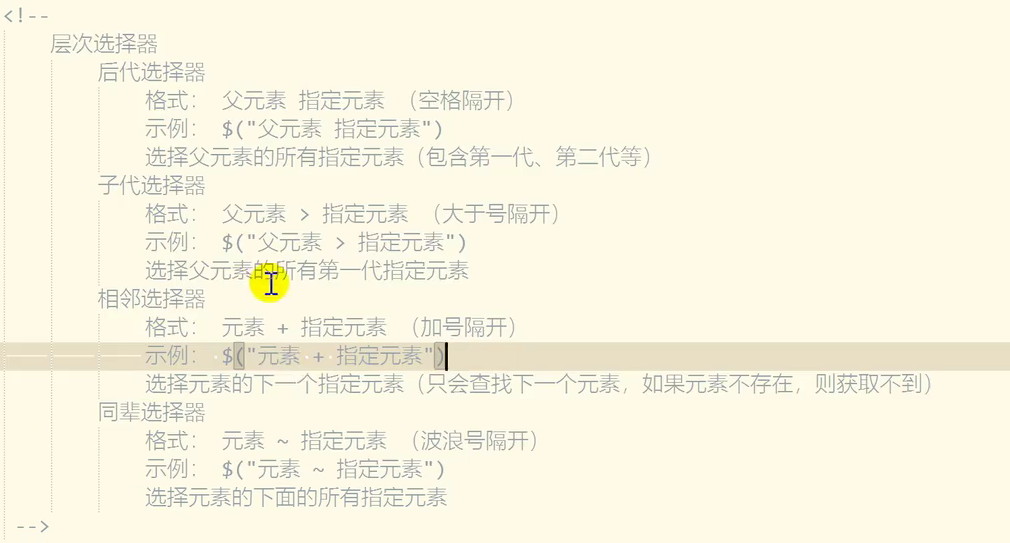 <!--
层次选择器
后代选择器
格式： 父元素 指定元素 （空格隔开）
示例： $("父元素 指定元素")
选择父元素的所有指定元素（包含第一代、第二代等）
子代选择器
格式： 父元素 > 指定元素 （大于号隔开）
示例： $("父元素 > 指定元素")
选择父元素的所有第一代指定元素
相邻选择器
格式： 元素 + 指定元素 （加号隔开）
示例： $("元素 + 指定元素")
选择元素的下一个指定元素（只会查找下一个元素，如果元素不存在，则获取不到）
同辈选择器
格式： 元素 ~ 指定元素 （波浪号隔开）
示例： $("元素 ~ 指定元素")
选择元素的下面的所有指定元素
-->